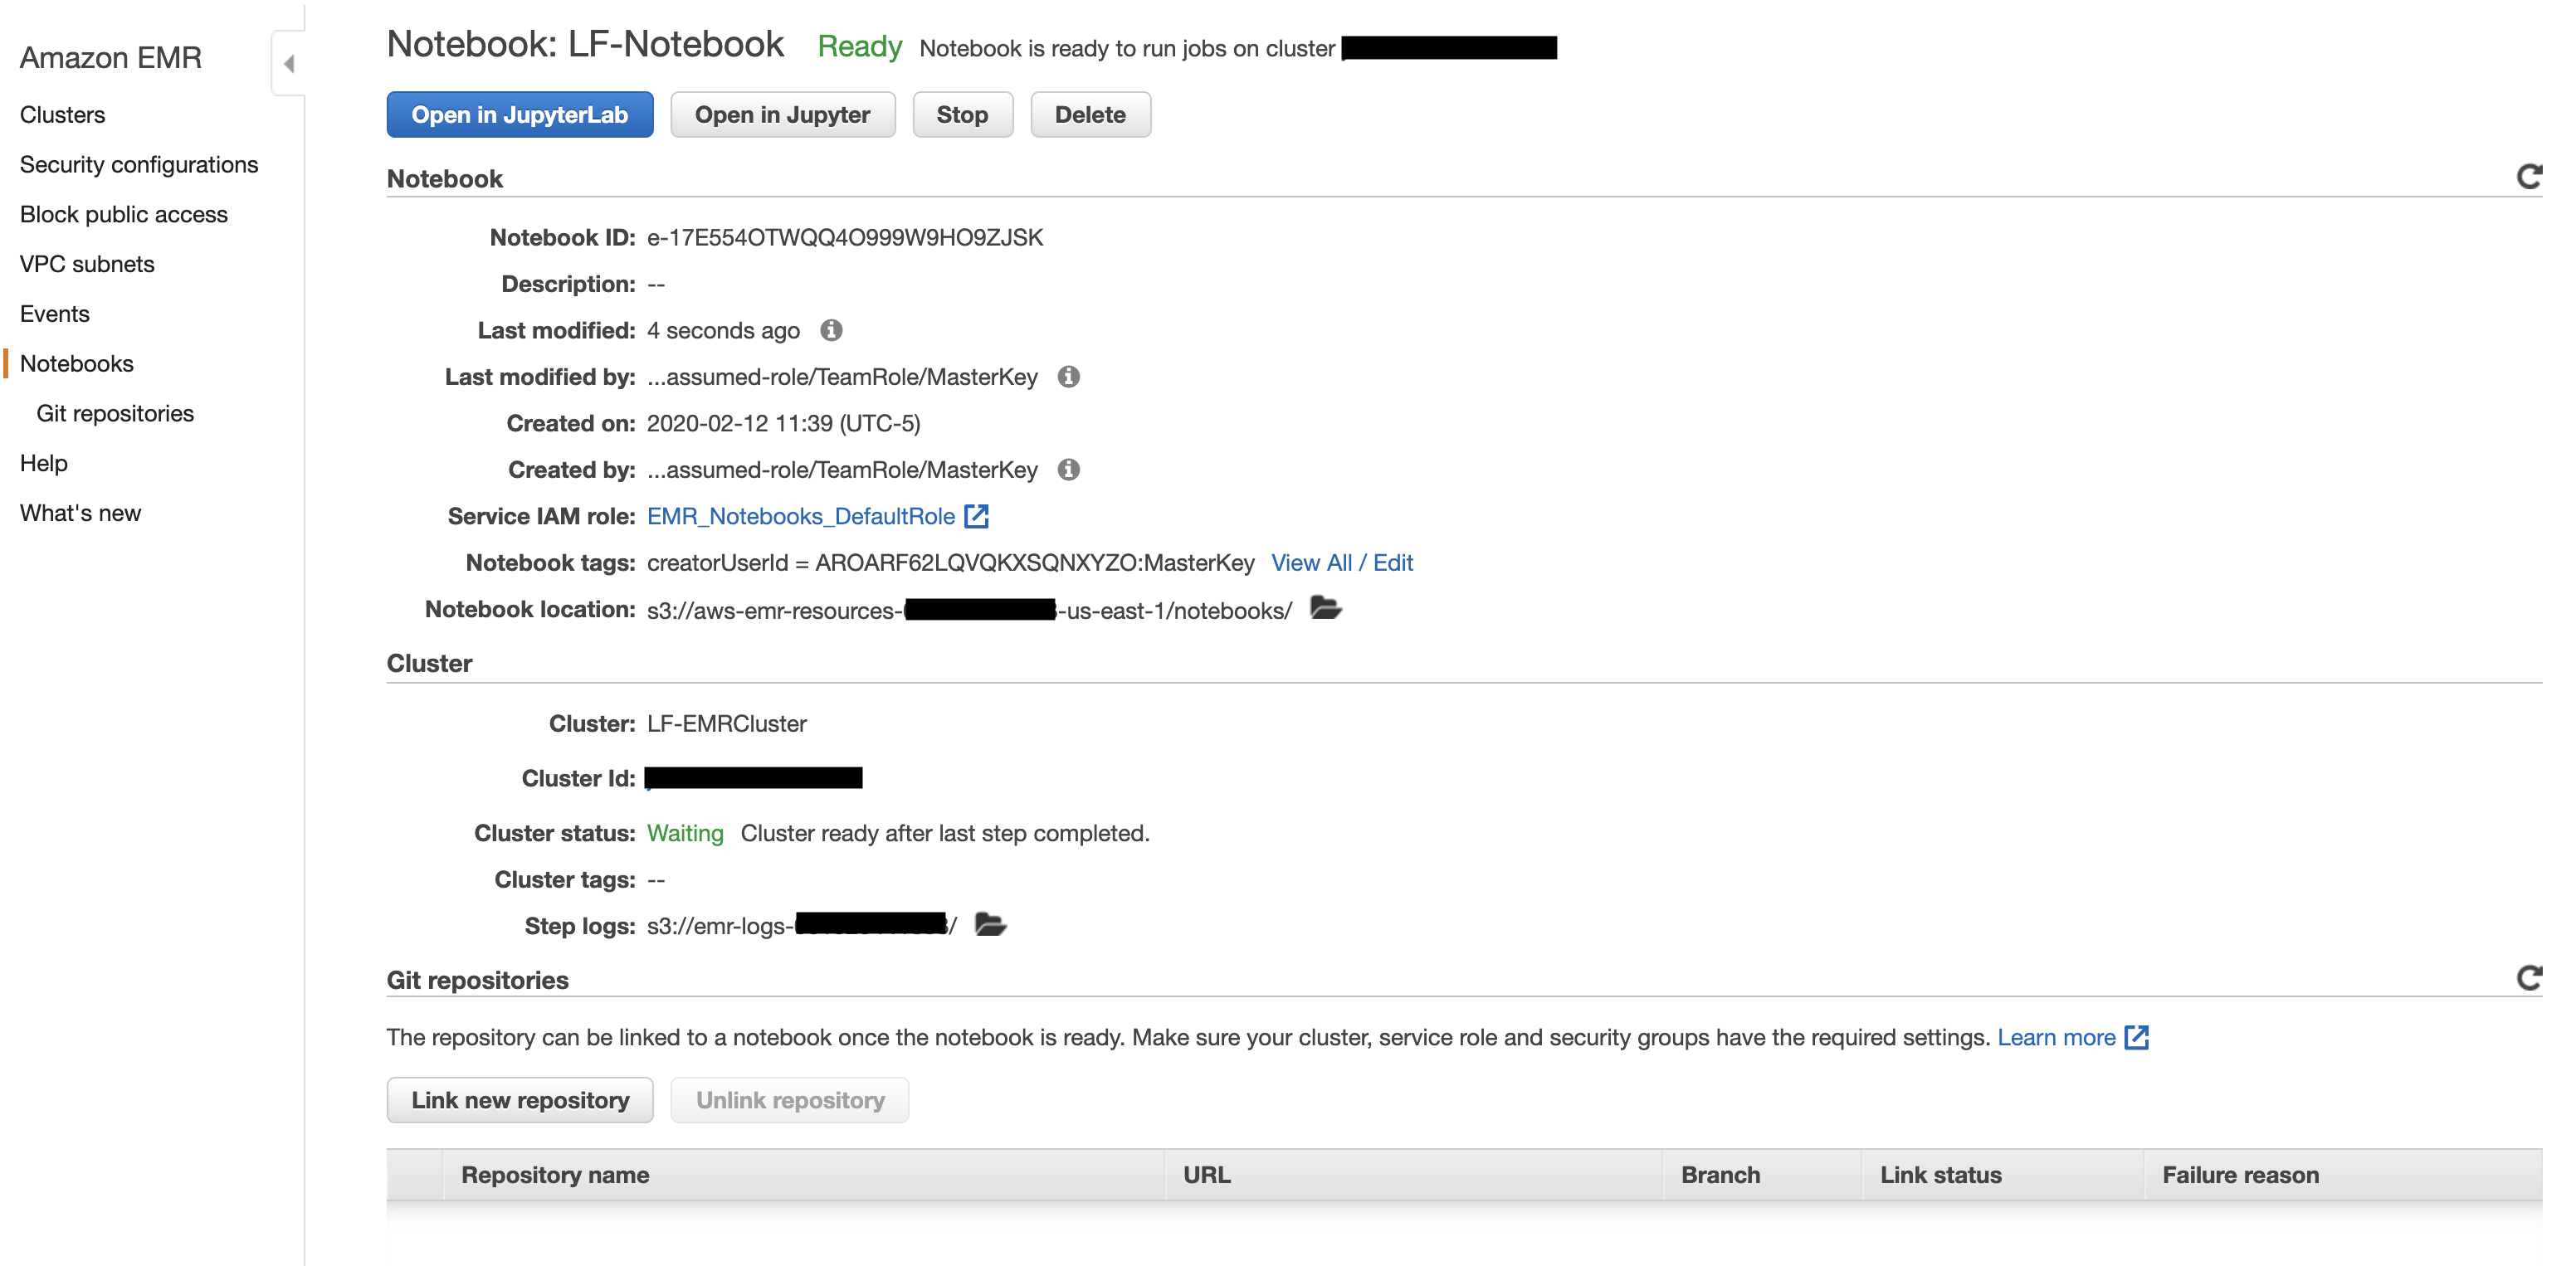 Amazon EMR
Clusters
Security configurations
Block public access
VPC subnets
Events
Notebooks
Git repositories
Help
What's new
Notebook: LF-Notebook Ready Notebook is ready to run jobs on cluster
Open in JupyterLab Open in Jupyter Stop Delete
Notebook
Notebook ID: e-17E554OTWQQ4O999W9HO9ZJSK
Description: --
Last modified: 4 seconds ago
Last modified by: ...assumed-role/TeamRole/MasterKey
Created on: 2020-02-12 11:39 (UTC-5)
Created by: ...assumed-role/TeamRole/MasterKey
Service IAM role: EMR_Notebooks_DefaultRole
Notebook tags: creatorUserId = AROARF62LQVQKXSQNXYZO:MasterKey View All / Edit
Notebook location: s3://aws-emr-resources- -us-east-1/notebooks/
Cluster
Cluster: LF-EMRCluster
Cluster Id:
Cluster status: Waiting Cluster ready after last step completed.
Cluster tags: --
Step logs: s3://emr-logs- /
Git repositories
The repository can be linked to a notebook once the notebook is ready. Make sure your cluster, service role and security groups have the required settings. Learn more
Link new repository Unlink repository
Repository name URL Branch Link status Failure reason